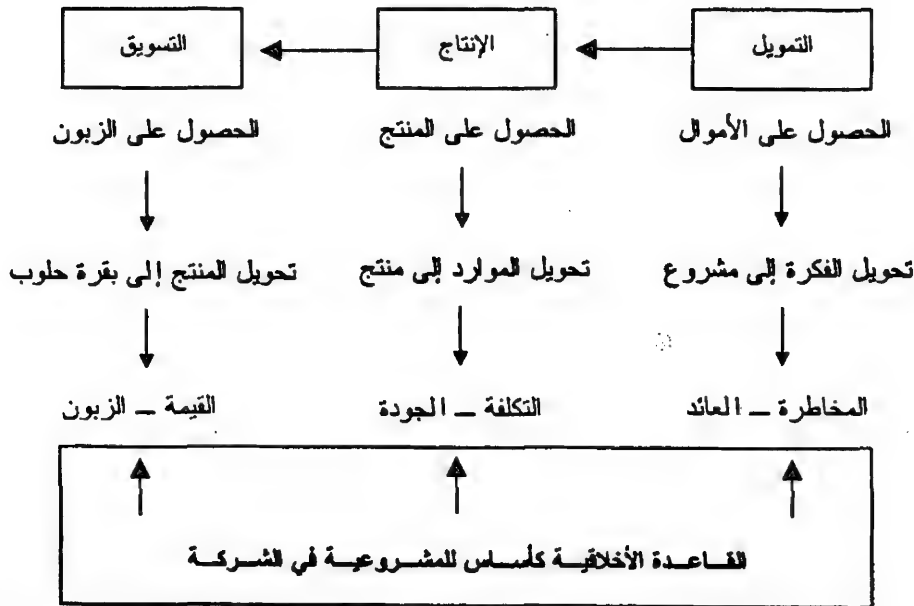 التمويل
الإنتاج
التسويق
الحصول على الأموال
الحصول على المنتج
الحصول على الزبون
تحويل الفكرة إلى مشروع
تحويل الموارد إلى منتج
تحويل المنتج إلى بقرة حلوب
المخاطرة – العائد
التكلفة – الجودة
القيمة – الزبون
القاعدة الأخلاقية كأساس للمشروعية في الشركة